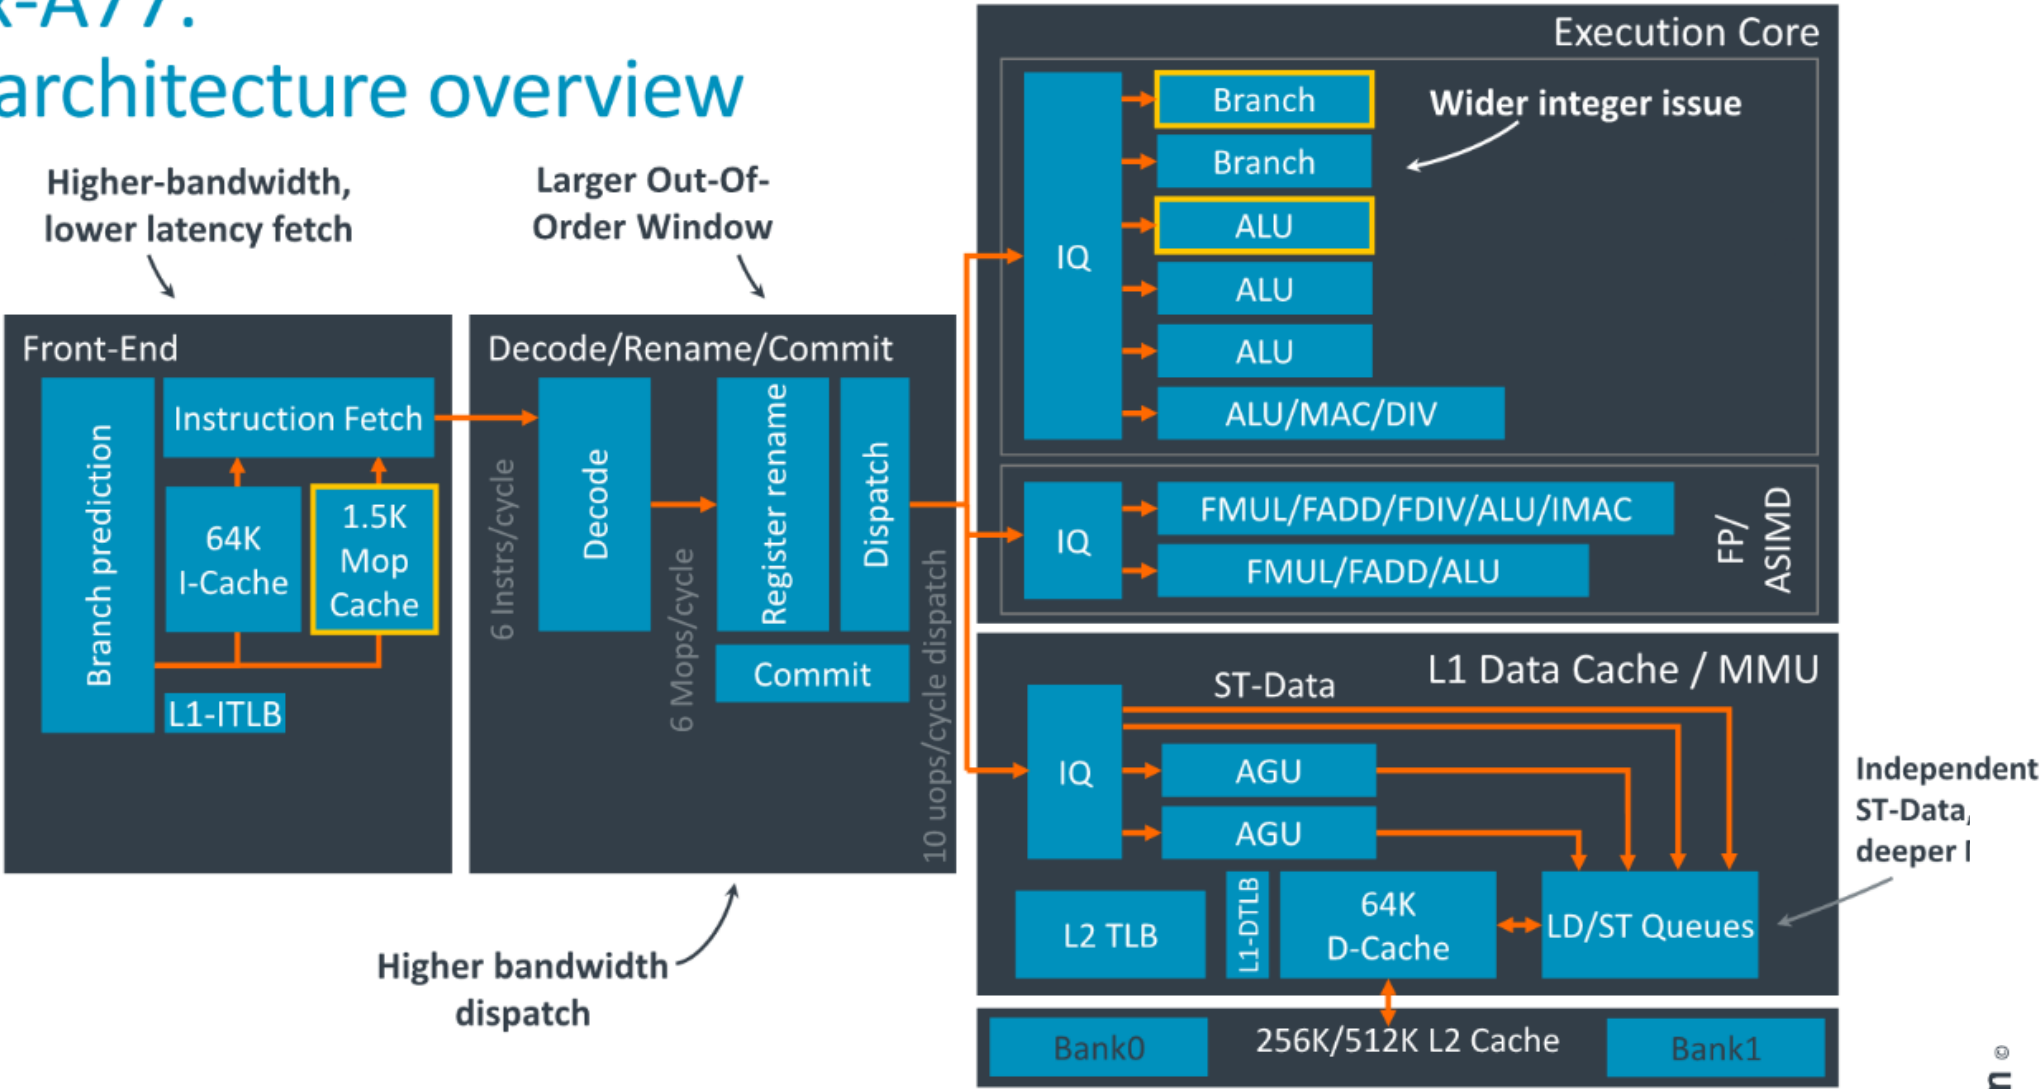 x-A77:
architecture overview
Higher-bandwidth,
lower latency fetch
Larger Out-Of-
Order Window
Front-End
Branch prediction
Instruction Fetch
64K
I-Cache
1.5K
Mop
Cache
L1-ITLB
Decode/Rename/Commit
6 Instrs/cycle
Decode
6 Mops/cycle
Register rename
Dispatch
Commit
10 uops/cycle dispatch
Higher bandwidth
dispatch
Execution Core
IQ
Branch
Branch
ALU
ALU
ALU
ALU/MAC/DIV
Wider integer issue
IQ
FMUL/FADD/FDIV/ALU/IMAC
FMUL/FADD/ALU
FP/
ASIMD
L1 Data Cache / MMU
ST-Data
IQ
AGU
AGU
L2 TLB
L1-DTLB
64K
D-Cache
LD/ST Queues
Independent
ST-Data,
deeper
Bank0
256K/512K L2 Cache
Bank1
©